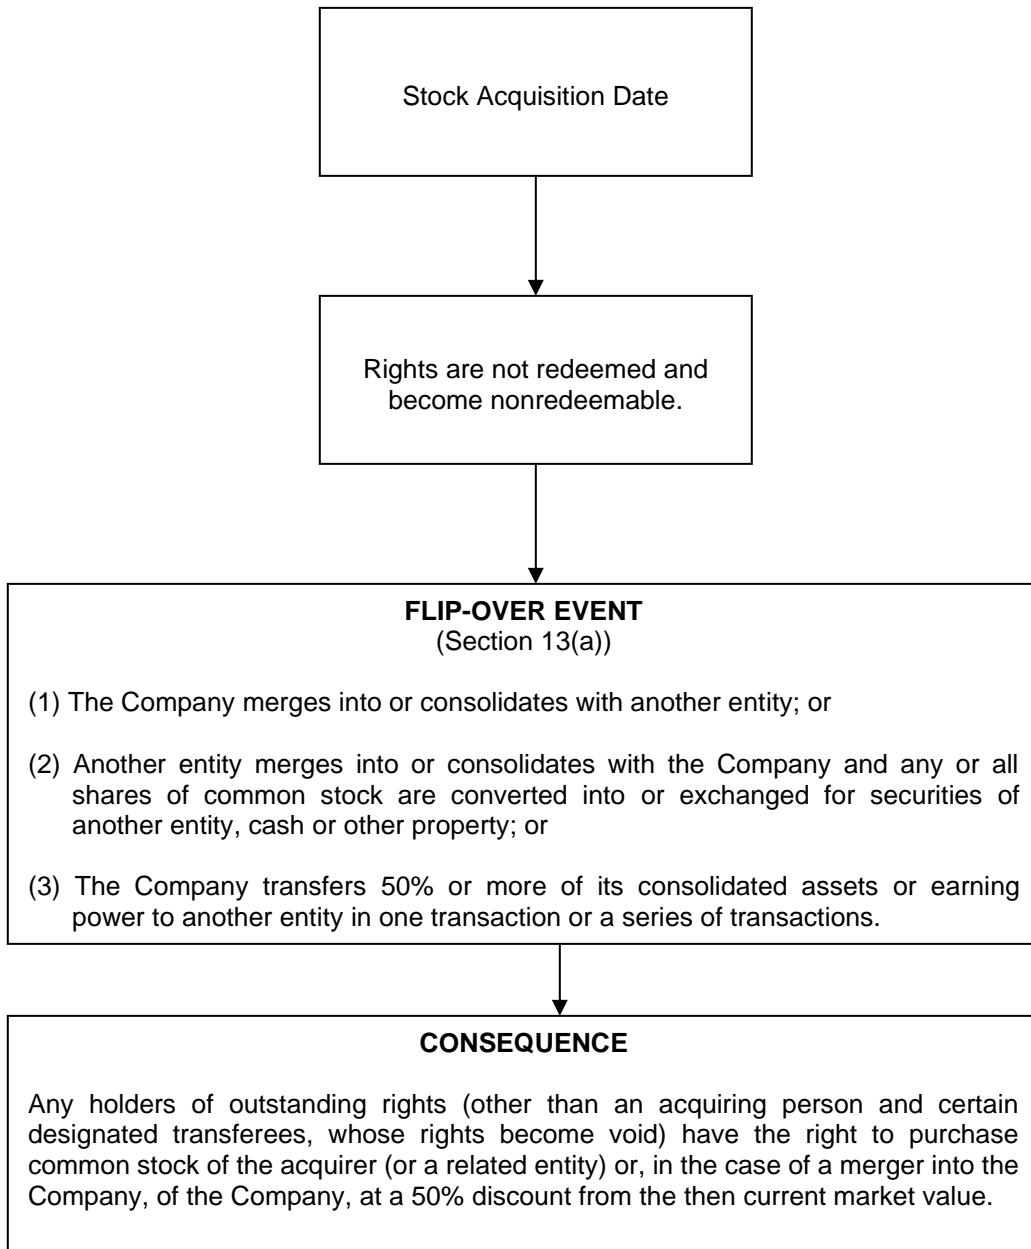 Stock Acquisition Date
Rights are not redeemed and
become nonredeemable.
FLIP-OVER EVENT
(Section 13(a))
(1) The Company merges into or consolidates with another entity; or
(2) Another entity merges into or consolidates with the Company and any or all
shares of common stock are converted into or exchanged for securities of
another entity, cash or other property; or
(3) The Company transfers 50% or more of its consolidated assets or earning
power to another entity in one transaction or a series of transactions.
CONSEQUENCE
Any holders of outstanding rights (other than an acquiring person and certain
designated transferees, whose rights become void) have the right to purchase
common stock of the acquirer (or a related entity) or, in the case of a merger into the
Company, of the Company, at a 50% discount from the then current market value.